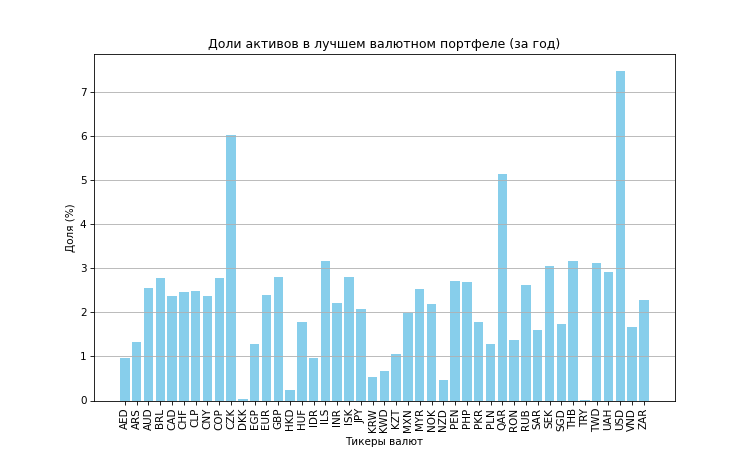 Доли активов в лучшем валютном портфеле (за год)
Доля (%)
7
6
5
4
3
2
1
0
AED ARS AUD BRL CAD CHF CLP CNY COP CZK DKK EGP EUR GBP HKD HUF IDR ILS INR ISK JPY KRW KWD KZT MXN MYR NOK NZD PEN PHP PKR PLN QAR RON RUB SAR SEK SGD THB TRY TWD UAH USD VND ZAR
Тикеры валют